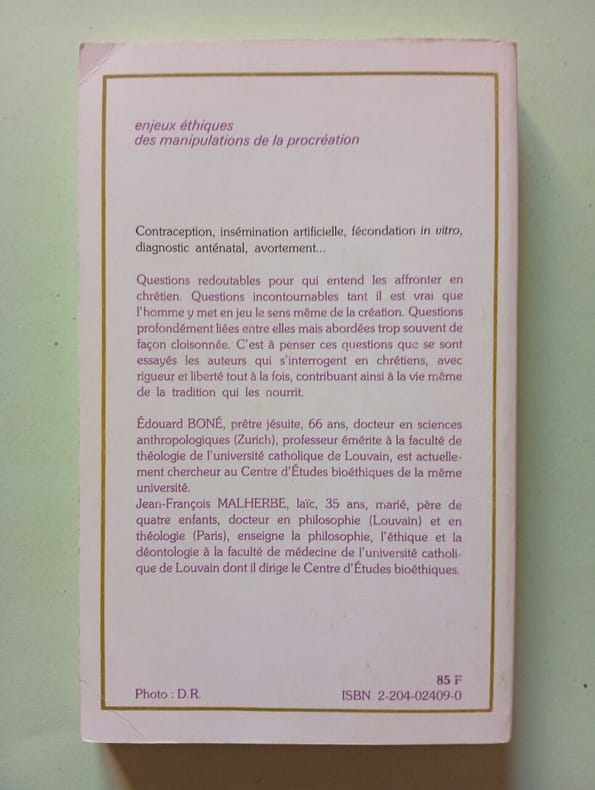 enjeux éthiques
des manipulations de la procréation
Contraception, insémination artificielle, fécondation in vitro,
diagnostic anténatal, avortement...
Questions redoutables pour qui entend les affronter en
chrétien. Questions incontournables tant il est vrai que
l'homme y met en jeu le sens même de la création. Questions
profondément liées entre elles mais abordées trop souvent de
façon cloisonnée. C'est à penser ces questions que se sont
essayés les auteurs qui s'interrogent en chrétiens, avec
rigueur et liberté tout à la fois, contribuant ainsi à la vie même
de la tradition qui les nourrit.
Édouard BONÉ, prêtre jésuite, 66 ans, docteur en sciences
anthropologiques (Zurich), professeur émérite à la faculté de
théologie de l'université catholique de Louvain, est actuelle-
ment chercheur au Centre d'Études bioéthiques de la même
université.
Jean-François MALHERBE, laïc, 35 ans, marié, père de
quatre enfants, docteur en philosophie (Louvain) et en
théologie (Paris), enseigne la philosophie, l'éthique et la
déontologie à la faculté de médecine de l'université catholi-
que de Louvain dont il dirige le Centre d'Études bioéthiques.
85 F
Photo : D.R.
ISBN 2-204-02409-0